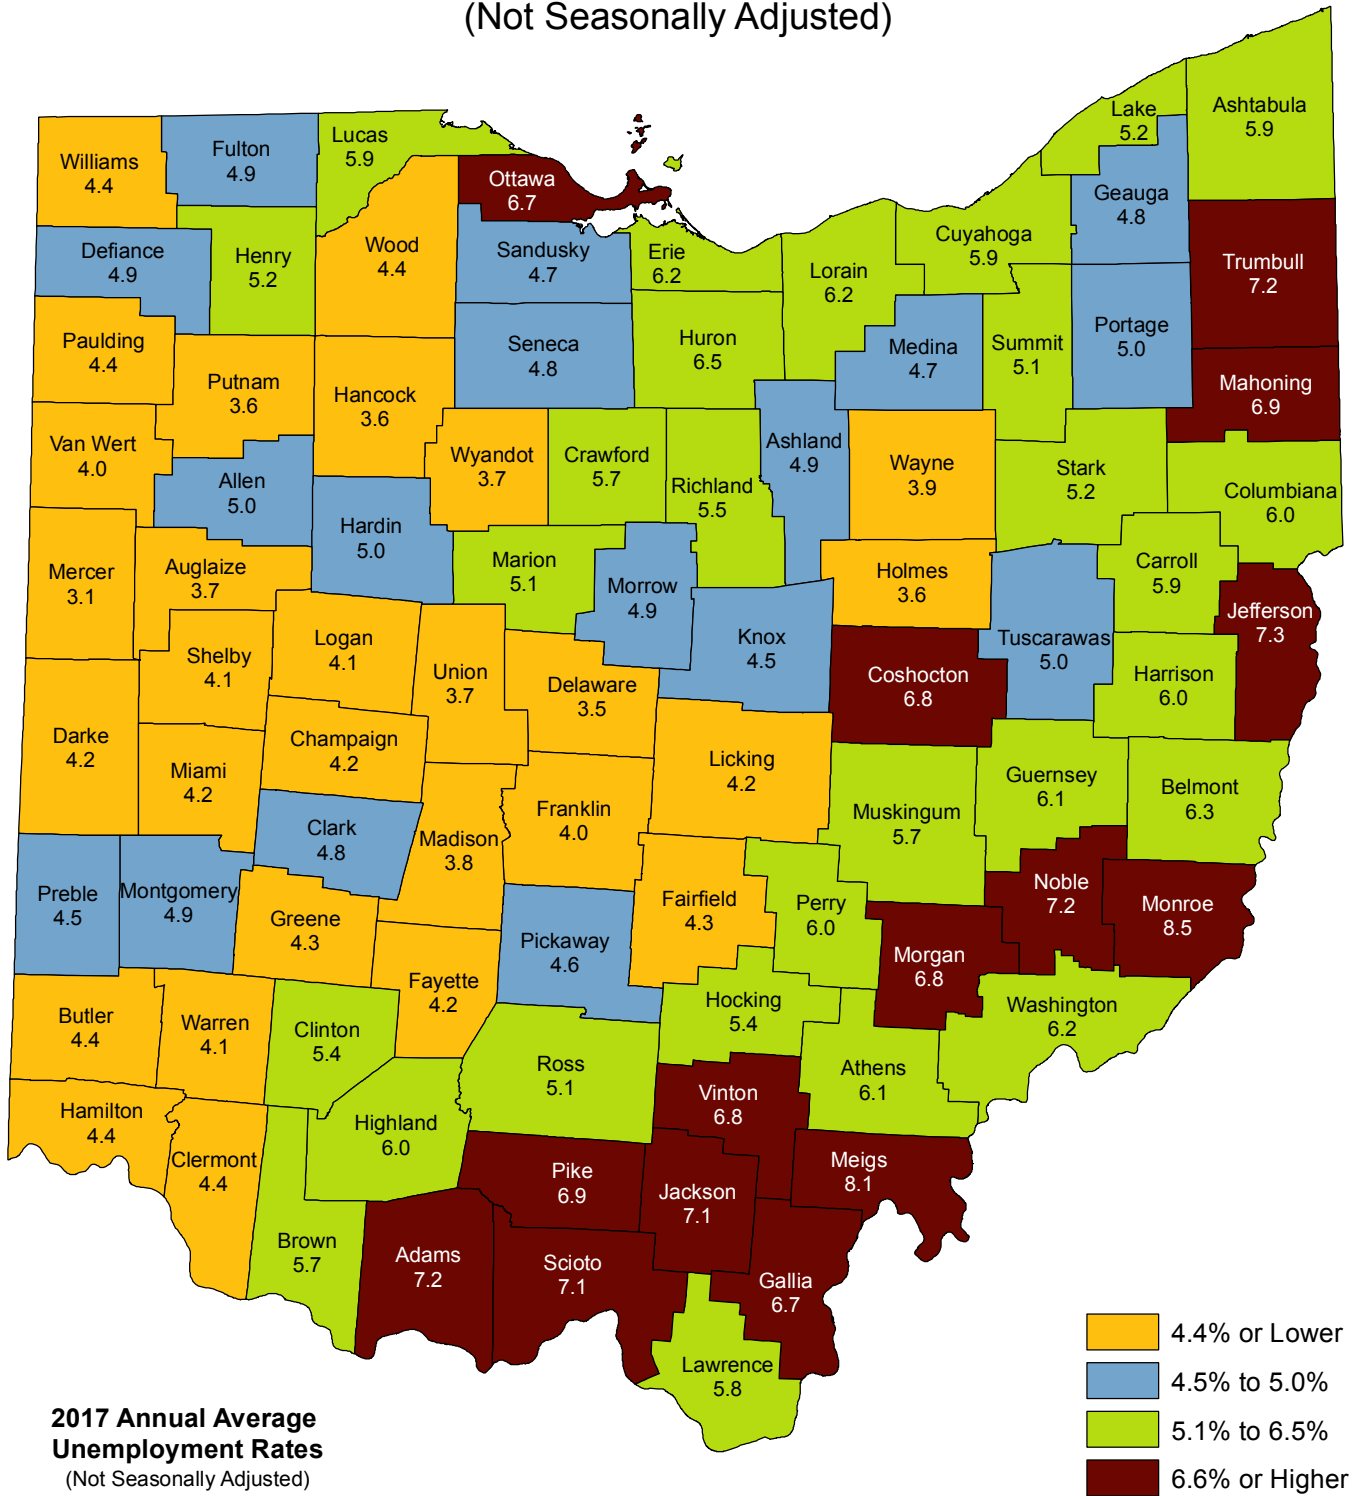 (Not Seasonally Adjusted)
Lake
5.2
Ashtabula
5.9
Williams
4.4
Fulton
4.9
Lucas
5.9
Ottawa
6.7
Geauga
4.8
Defiance
4.9
Henry
5.2
Wood
4.4
Sandusky
4.7
Erie
6.2
Lorain
6.2
Cuyahoga
5.9
Trumbull
7.2
Paulding
4.4
Putnam
3.6
Hancock
3.6
Seneca
4.8
Huron
6.5
Medina
4.7
Summit
5.1
Portage
5.0
Mahoning
6.9
Van Wert
4.0
Allen
5.0
Wyandot
3.7
Crawford
5.7
Richland
5.5
Ashland
4.9
Wayne
3.9
Stark
5.2
Columbiana
6.0
Hardin
5.0
Mercer
3.1
Auglaize
3.7
Marion
5.1
Morrow
4.9
Holmes
3.6
Carroll
5.9
Jefferson
7.3
Shelby
4.1
Logan
4.1
Union
3.7
Delaware
3.5
Knox
4.5
Coshocton
6.8
Tuscarawas
5.0
Harrison
6.0
Darke
4.2
Miami
4.2
Champaign
4.2
Licking
4.2
Guernsey
6.1
Belmont
6.3
Clark
4.8
Madison
3.8
Franklin
4.0
Muskingum
5.7
Preble
4.5
Montgomery
4.9
Greene
4.3
Fairfield
4.3
Perry
6.0
Noble
7.2
Monroe
8.5
Pickaway
4.6
Morgan
6.8
Fayette
4.2
Hocking
5.4
Washington
6.2
Butler
4.4
Warren
4.1
Clinton
5.4
Ross
5.1
Athens
6.1
Vinton
6.8
Hamilton
4.4
Highland
6.0
Clermont
4.4
Pike
6.9
Jackson
7.1
Meigs
8.1
Brown
5.7
Adams
7.2
Scioto
7.1
Gallia
6.7
Lawrence
5.8
4.4% or Lower
4.5% to 5.0%
5.1% to 6.5%
6.6% or Higher
2017 Annual Average
Unemployment Rates
(Not Seasonally Adjusted)